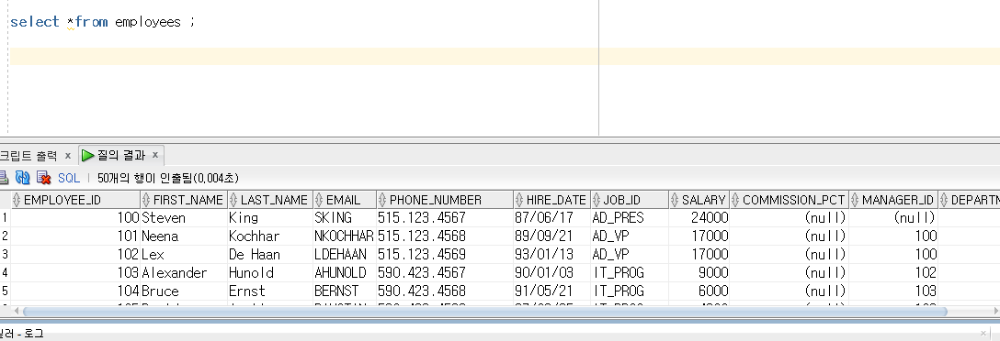 select *from employees ;
크립트 출력 x 질의 결과 x
SQL | 50개의 행이 인출됨(0,004초)
EMPLOYEE_ID FIRST_NAME LAST_NAME EMAIL PHONE_NUMBER HIRE_DATE JOB_ID SALARY COMMISSION_PCT MANAGER_ID DEPARTN
1 100 Steven King SKING 515.123.4567 87/06/17 AD_PRES 24000 (null) (null)
2 101 Neena Kochhar NKOCHHAR 515.123.4568 89/09/21 AD_VP 17000 (null) 100
3 102 Lex De Haan LDEHAAN 515.123.4569 93/01/13 AD_VP 17000 (null) 100
4 103 Alexander Hunold AHUNOLD 590.423.4567 90/01/03 IT_PROG 9000 (null) 102
5 104 Bruce Ernst BERNST 590.423.4568 91/05/21 IT_PROG 6000 (null) 103
일러 - 로그